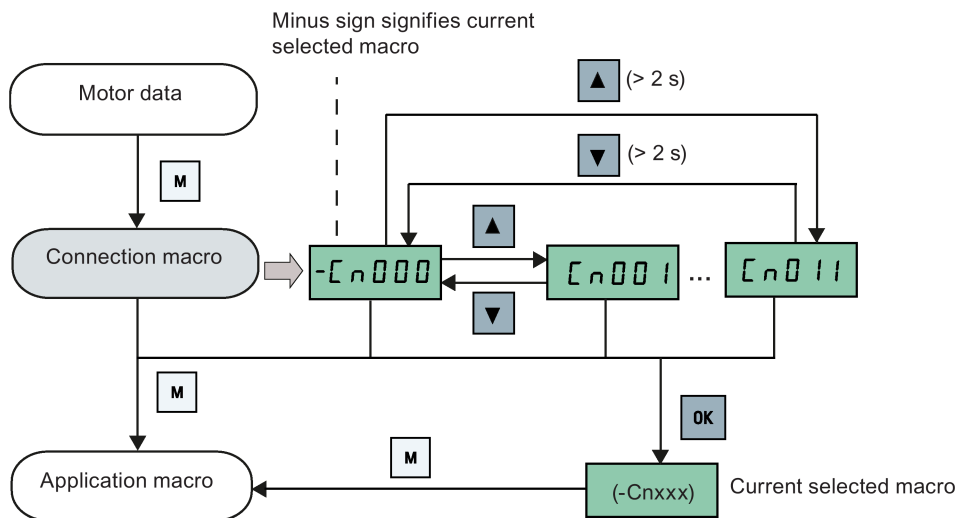 Minus sign signifies current
selected macro
Motor data
▲ (> 2 s)
▼ (> 2 s)
M
Connection macro
▲
-Cn000
Cn001
...
Cn011
▼
M
OK
M
Application macro
(-Cnxxx)
Current selected macro